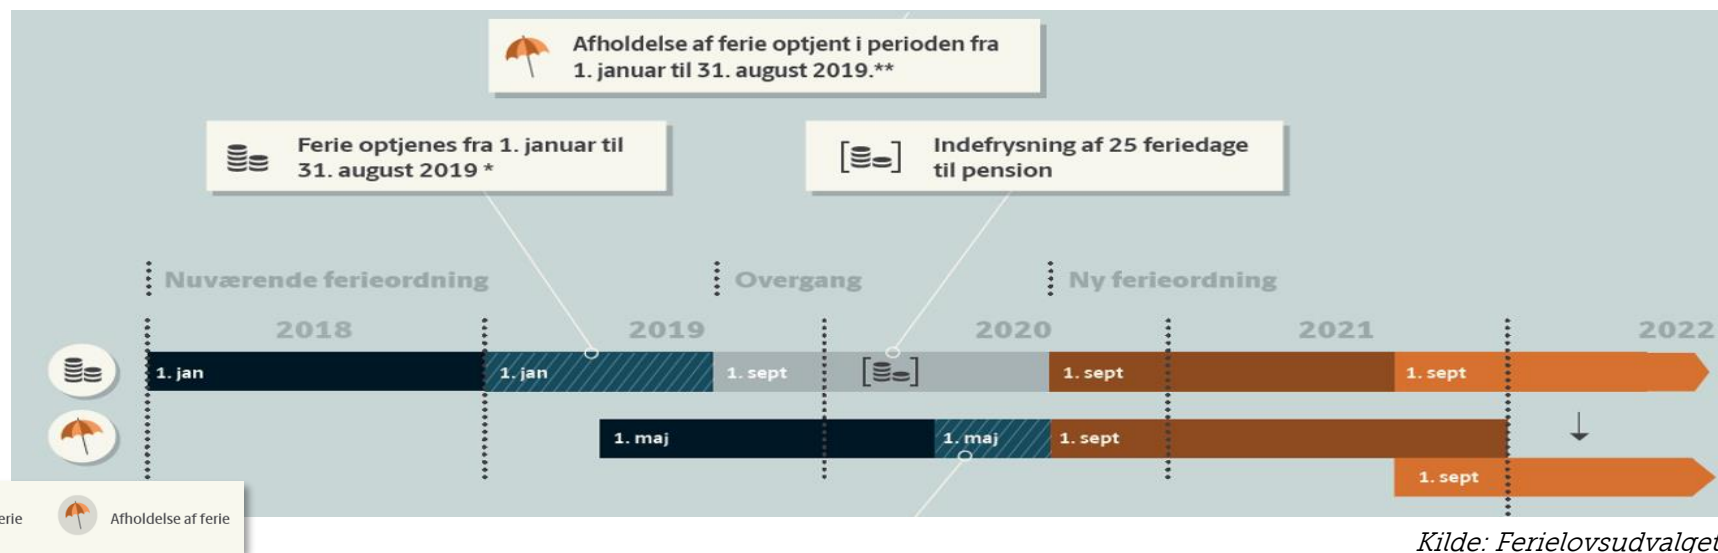 Afholdelse af ferie optjent i perioden fra
1. januar til 31. august 2019.**
Ferie optjenes fra 1. januar til
31. august 2019 *
Indefrysning af 25 feriedage
til pension
Nuværende ferieordning
Overgang
Ny ferieordning
2018
2019
2020
2021
2022
1. jan
1. jan
1. sept
1. sept
1. sept
1. maj
1. maj
1. sept
1. sept
erie
Afholdelse af ferie
Kilde: Ferielovsudvalget